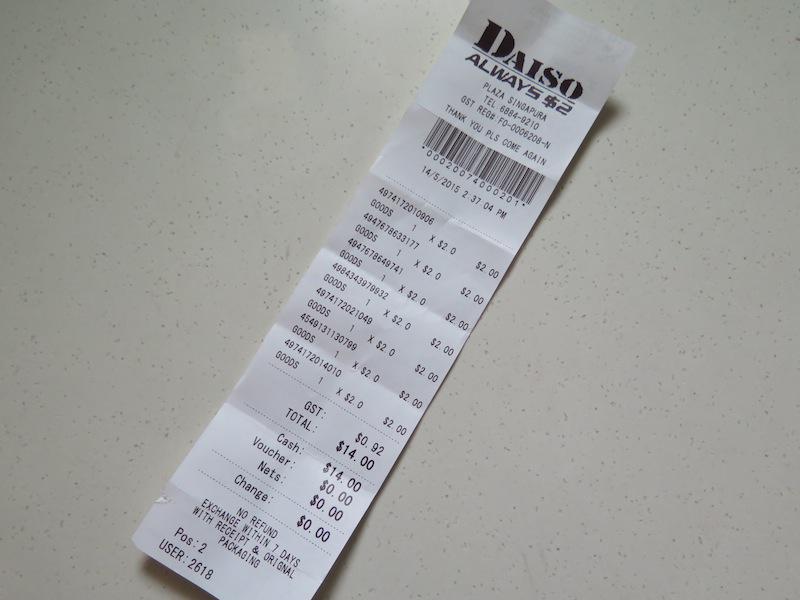 DAISO
ALWAYS $2
PLAZA SINGAPURA
TEL 6884-9210
GST REG# FO-0006208-N
THANK YOU PLS COME AGAIN
00020074000201*
14/5/2015 2:37:04 PM
4974172010906
GOODS 1 X $2.0 $2.00
4947678633177
GOODS 1 X $2.0 $2.00
4947678649741
GOODS 1 X $2.0 $2.00
4984343979932
GOODS 1 X $2.0 $2.00
4974172021049
GOODS 1 X $2.0 $2.00
4549131130799
GOODS 1 X $2.0 $2.00
4974172014010
GOODS 1 X $2.0 $2.00
GST: $0.92
TOTAL: $14.00
Cash: $14.00
Voucher: $0.00
Nets: $0.00
Change: $0.00
NO REFUND
EXCHANGE WITHIN 7 DAYS
WITH RECEIPT & ORIGNAL
PACKAGING
Pos: 2
USER: 2618